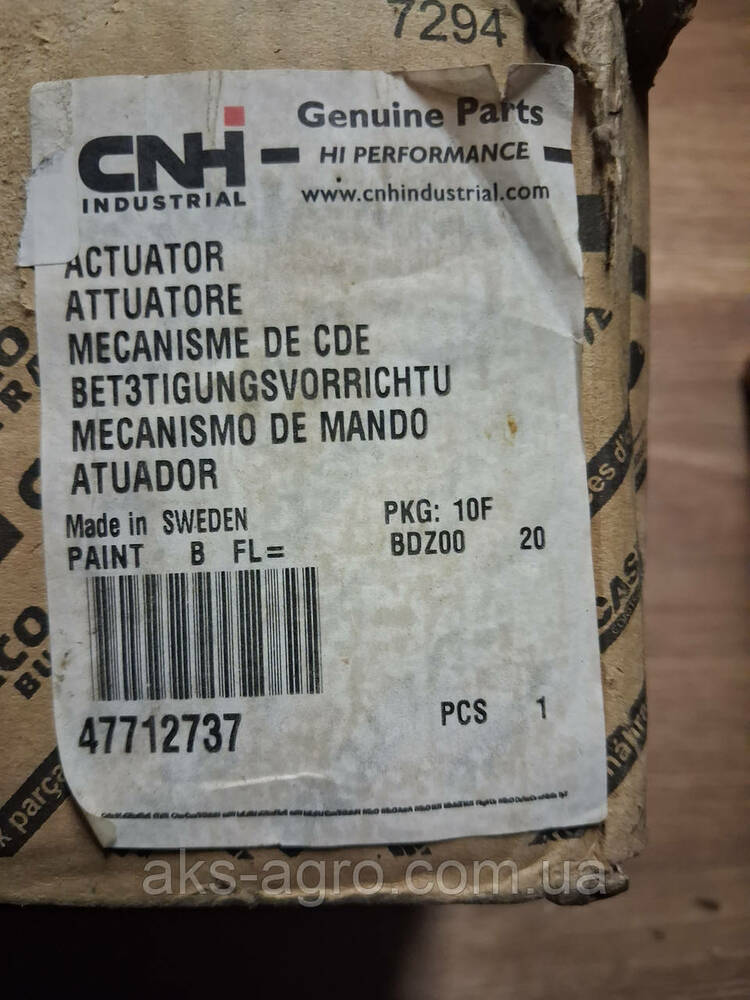 7294
CNH
INDUSTRIAL
Genuine Parts
HI PERFORMANCE
www.cnhindustrial.com
ACTUATOR
ATTUATORE
MECANISME DE CDE
BET3TIGUNGSVORRICHTU
MECANISMO DE MANDO
ATUADOR
Made in SWEDEN
PKG: 10F
PAINT B FL=
BDZ00 20
47712737
PCS 1
CAS
aks-agro.com.ua